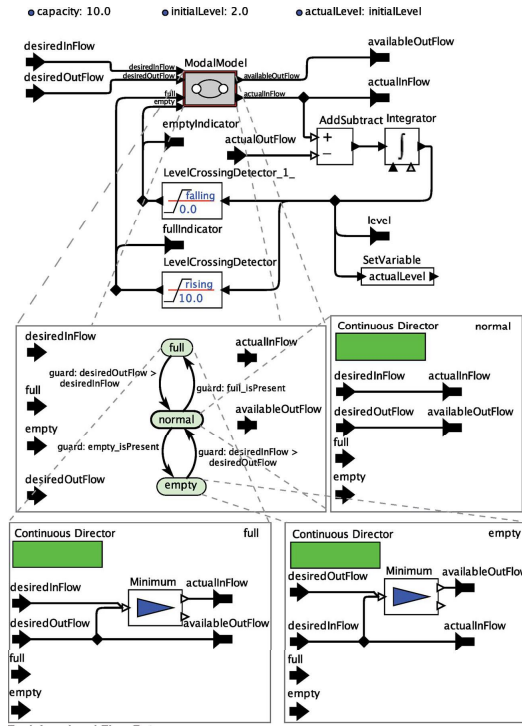 capacity: 10.0
initialLevel: 2.0
actualLevel: initialLevel
desiredInFlow
desiredOutFlow
ModalModel
desiredInFlow
desiredOutFlow
full
empty
availableOutFlow
actualInFlow
availableOutFlow
actualInFlow
AddSubtract
Integrator
emptyIndicator
actualOutFlow
LevelCrossingDetector_1_
falling
0.0
fullIndicator
LevelCrossingDetector
rising
10.0
level
SetVariable
actualLevel
desiredInFlow
full
empty
desiredOutFlow
full
guard: desiredOutFlow >
desiredInFlow
guard: full_isPresent
normal
guard: empty_isPresent
guard: desiredInFlow >
desiredOutFlow
empty
actualInFlow
availableOutFlow
Continuous Director
normal
desiredInFlow
actualInFlow
desiredOutFlow
availableOutFlow
full
empty
Continuous Director
full
desiredInFlow
Minimum
actualInFlow
desiredOutFlow
availableOutFlow
full
empty
Continuous Director
empty
desiredOutFlow
Minimum
availableOutFlow
desiredInFlow
actualInFlow
full
empty